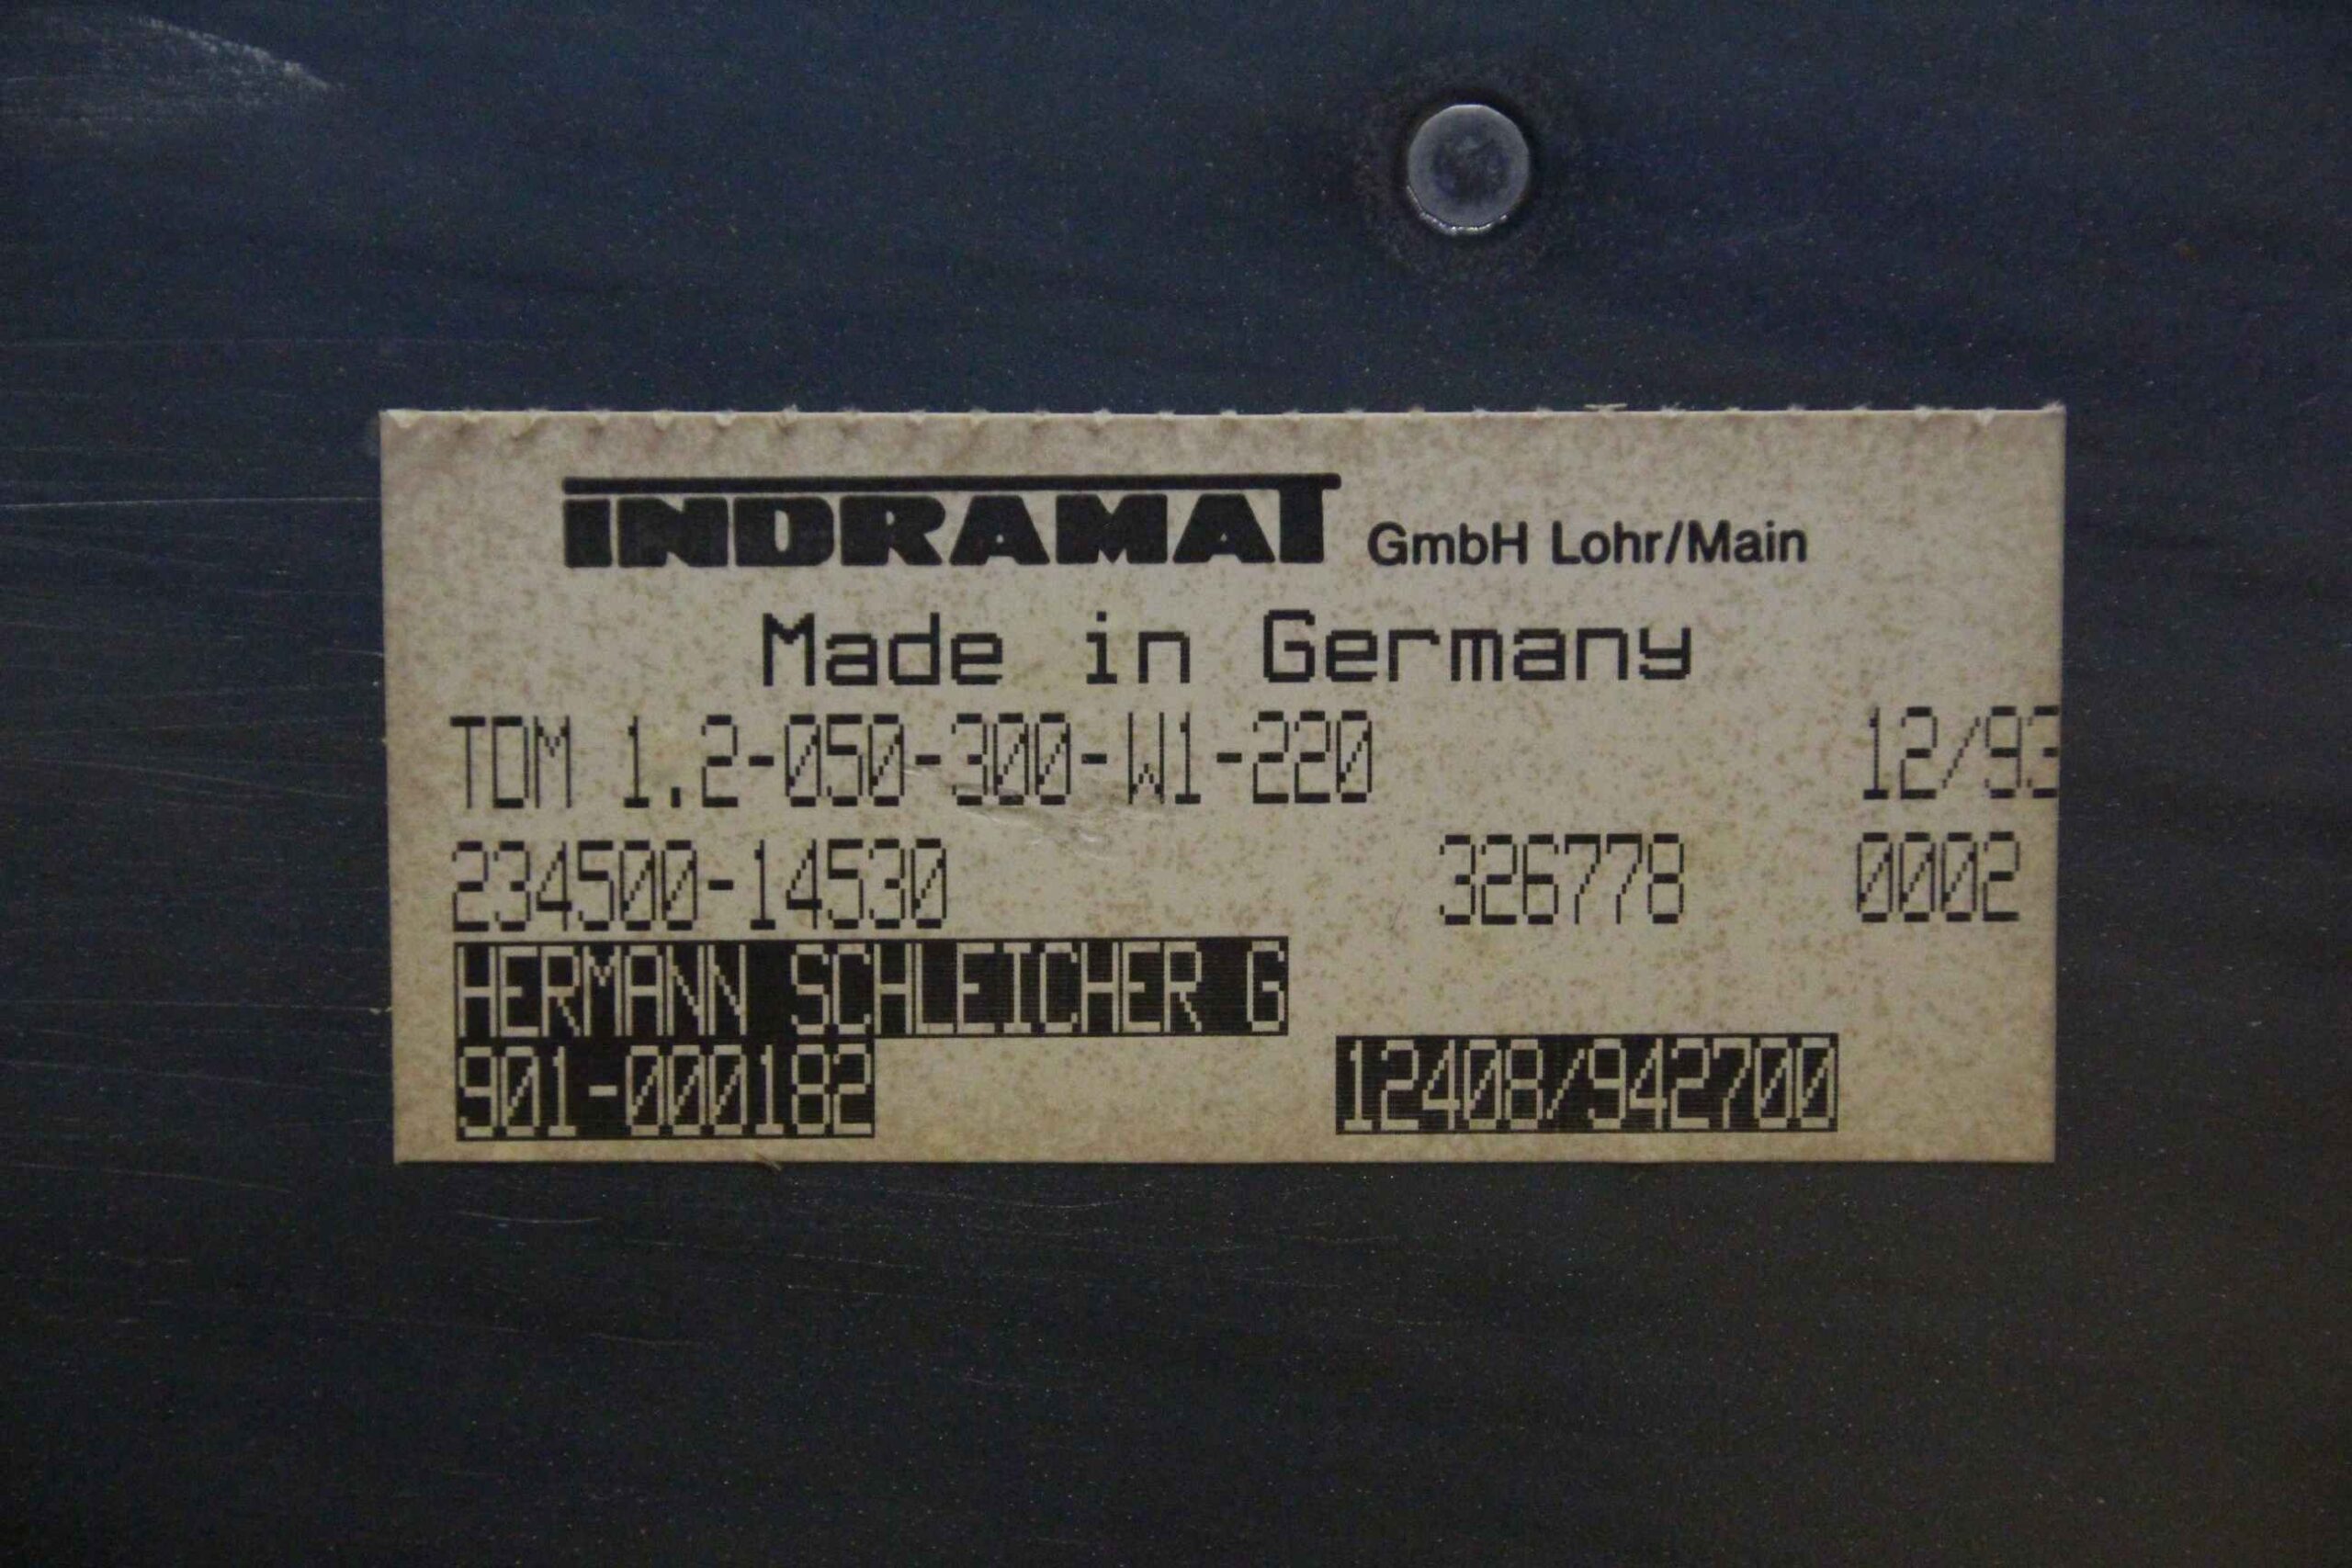 INDRAMAT GmbH Lohr/Main
Made in Germany
TDM 1.2-050-300-W1-220 12/93
234500-14530 326778 0002
HERMANN SCHLEICHER G
901-000182 12408/942700